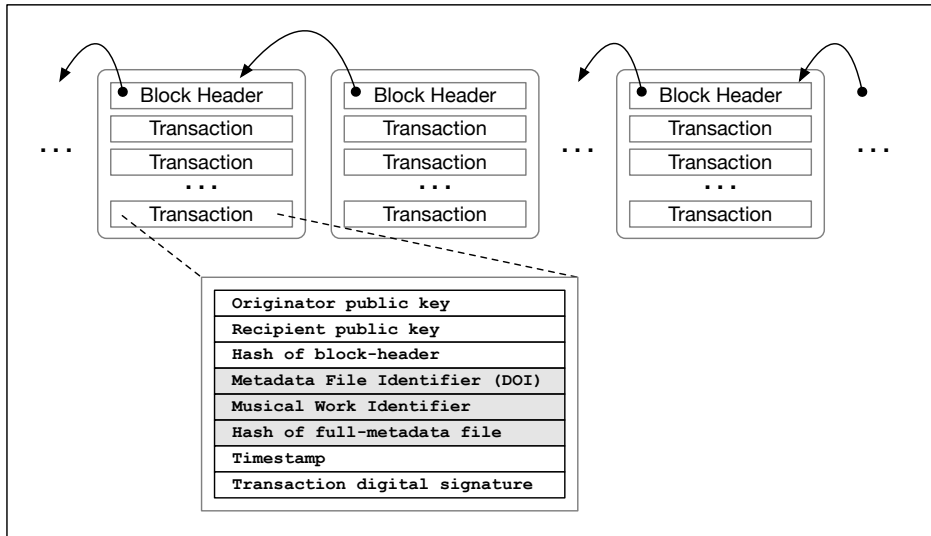 Block Header
Transaction
Transaction
...
Transaction
Block Header
Transaction
Transaction
...
Transaction
Block Header
Transaction
Transaction
...
Transaction
...
...
...
Originator public key
Recipient public key
Hash of block-header
Metadata File Identifier (DOI)
Musical Work Identifier
Hash of full-metadata file
Timestamp
Transaction digital signature